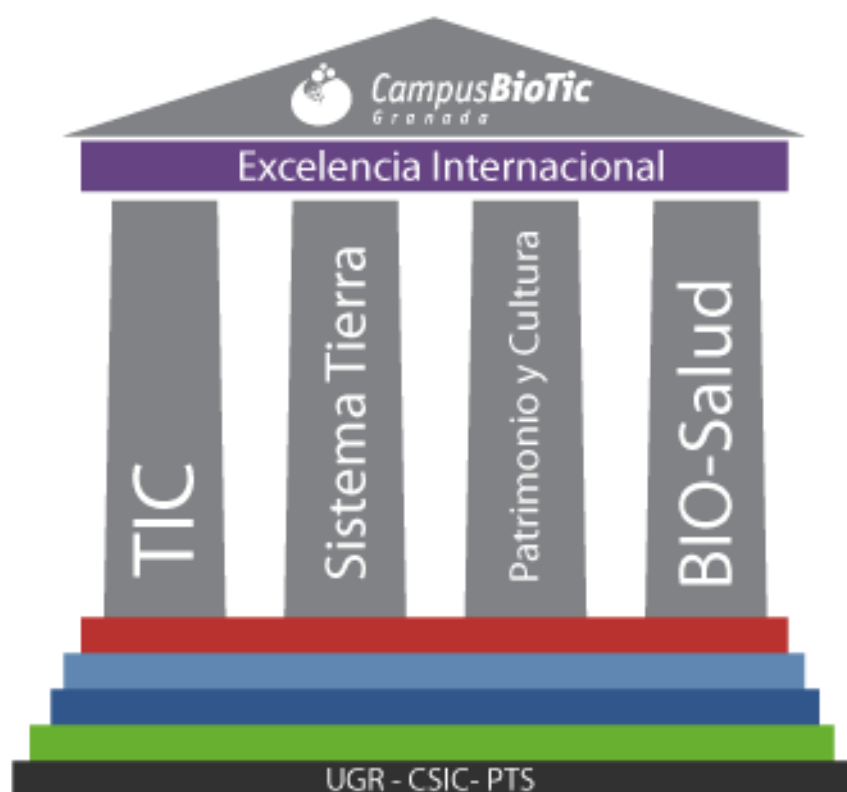 CampusBioTic
Granada
Excelencia Internacional
TIC
Sistema Tierra
Patrimonio y Cultura
BIO-Salud
UGR - CSIC- PTS